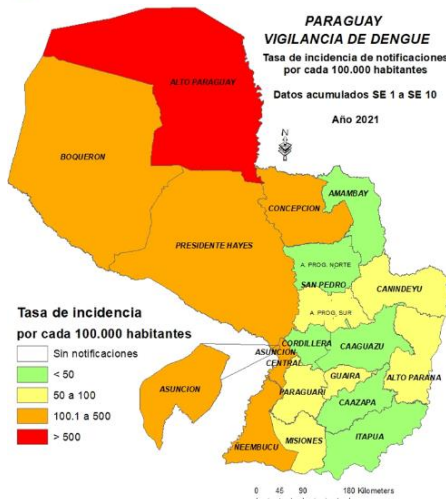 PARAGUAY
VIGILANCIA DE DENGUE
Tasa de incidencia de notificaciones
por cada 100.000 habitantes
Datos acumulados SE 1 a SE 10
Año 2021
N
ALTO PARAGUAY
BOQUERON
CONCEPCION
AMAMBAY
PRESIDENTE HAYES
A. PROG. NORTE
SAN PEDRO
CANINDEYU
A. PROG. SUR
CORDILLERA
CAAGUAZU
ASUNCION
CENTRAL
GUAIRA
ALTO PARANA
PARAGUARI
CAAZAPA
ASUNCION
ÑEEMBUCU
MISIONES
ITAPUA
Tasa de incidencia
por cada 100.000 habitantes
Sin notificaciones
< 50
50 a 100
100.1 a 500
> 500
0 45 90 180 Kilometers